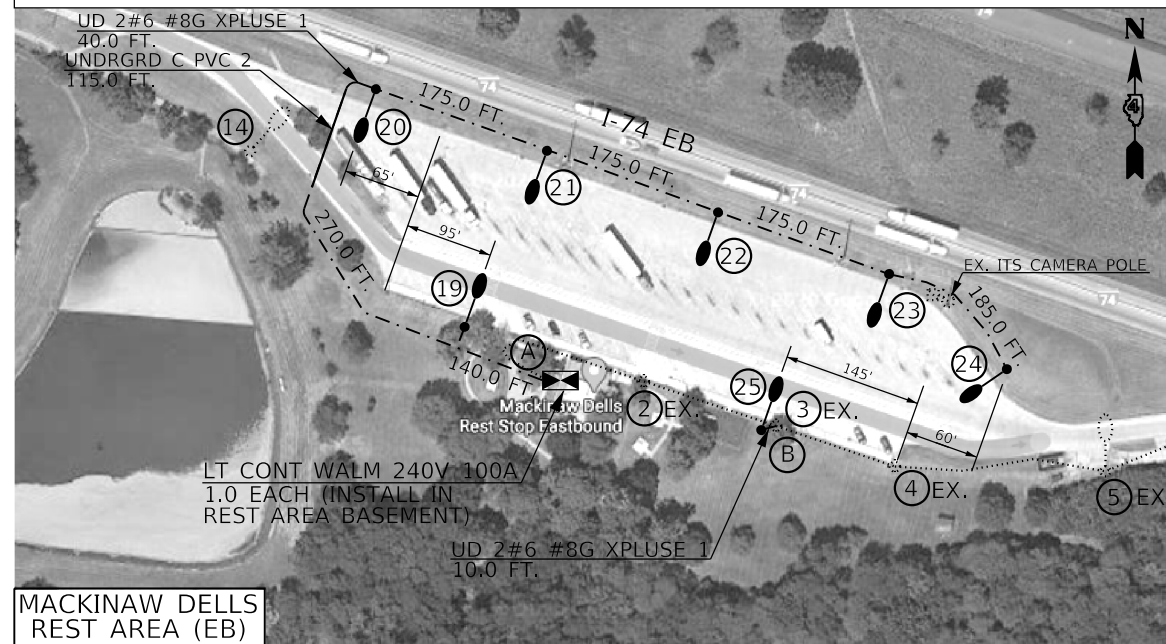 UD 2#6 #8G XPLUSE 1
40.0 FT.
UNDRGRD C PVC 2
115.0 FT.
N
4
74
14
20
175.0 FT.
I-74 EB
74
21
175.0 FT.
74
65'
22
175.0 FT.
EX. ITS CAMERA POLE
270.0 FT.
95'
19
23
185.0 FT
74
A
140.0 FT.
145'
24
25
2 EX.
3 EX.
Mackinaw Dells
Rest Stop Eastbound
B
60'
LT CONT WALM 240V 100A
1.0 EACH (INSTALL IN
REST AREA BASEMENT)
4 EX.
5 EX
UD 2#6 #8G XPLUSE 1
10.0 FT.
MACKINAW DELLS
REST AREA (EB)